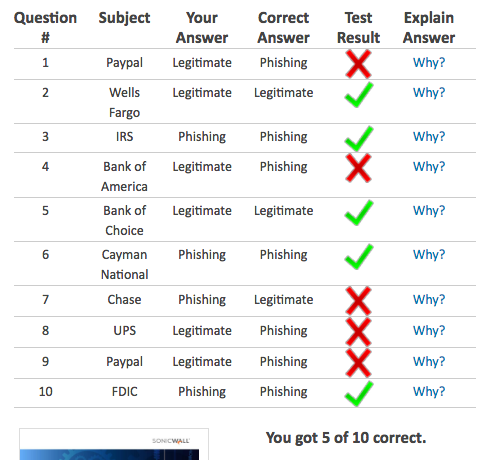 Question Subject Your Correct Test Explain
# Answer Answer Result Answer
1 Paypal Legitimate Phishing Why?
2 Wells Legitimate Legitimate Why?
Fargo
3 IRS Phishing Phishing Why?
4 Bank of Legitimate Phishing Why?
America
5 Bank of Legitimate Legitimate Why?
Choice
6 Cayman Phishing Phishing Why?
National
7 Chase Phishing Legitimate Why?
8 UPS Legitimate Phishing Why?
9 Paypal Legitimate Phishing Why?
10 FDIC Phishing Phishing Why?
SONICWALL
You got 5 of 10 correct.